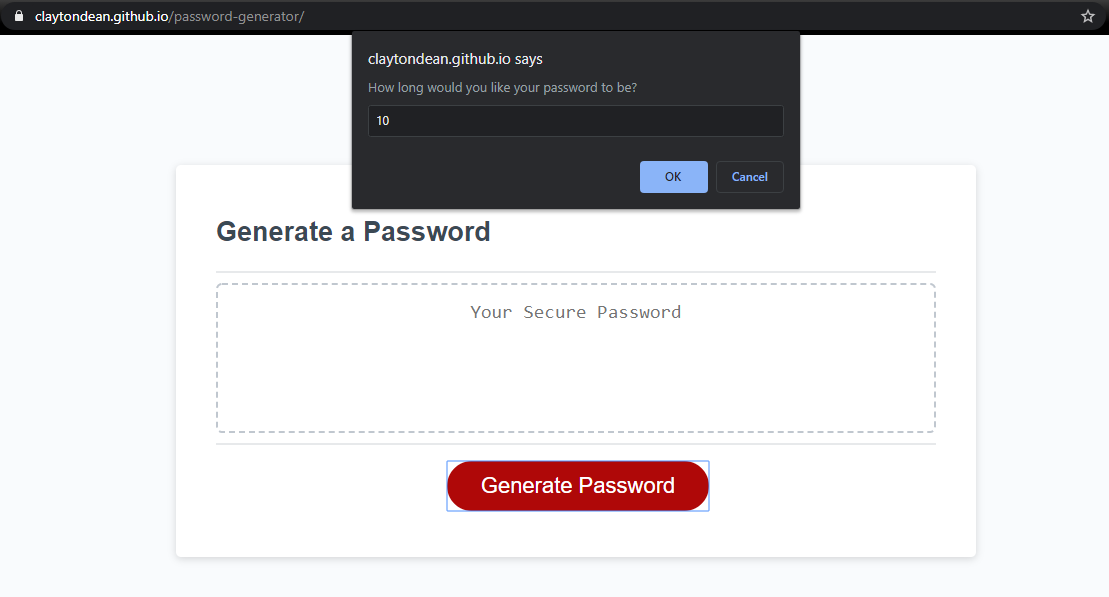 claytondean.github.io/password-generator/
claytondean.github.io says
How long would you like your password to be?
10
OK
Cancel
Generate a Password
Your Secure Password
Generate Password